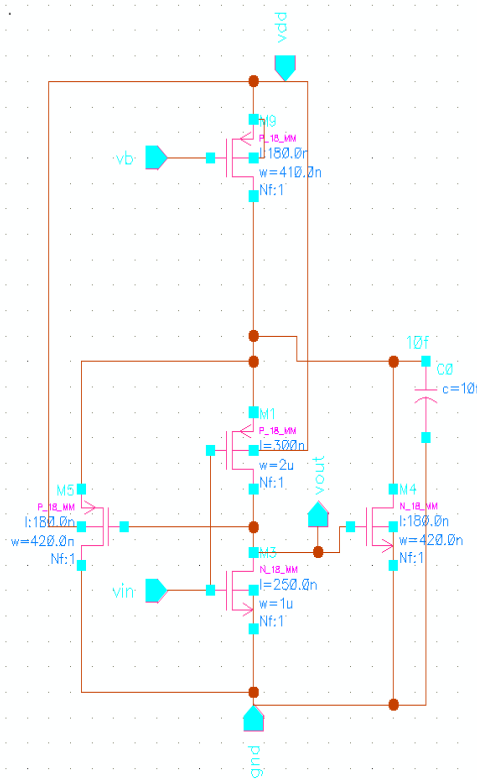 vdd
M9
P_18_MM
l:180.0n
vb
w=410.0n
Nf:1
10f
C0
c=10f
M1
P_18_MM
l=300n
w=2u
Nf:1
vout
M5
P_18_MM
l:180.0n
w=420.0n
Nf:1
M4
N_18_MM
l:180.0n
w=420.0n
Nf:1
M3
N_18_MM
l=250.0n
vin
w=1u
Nf:1
gnd